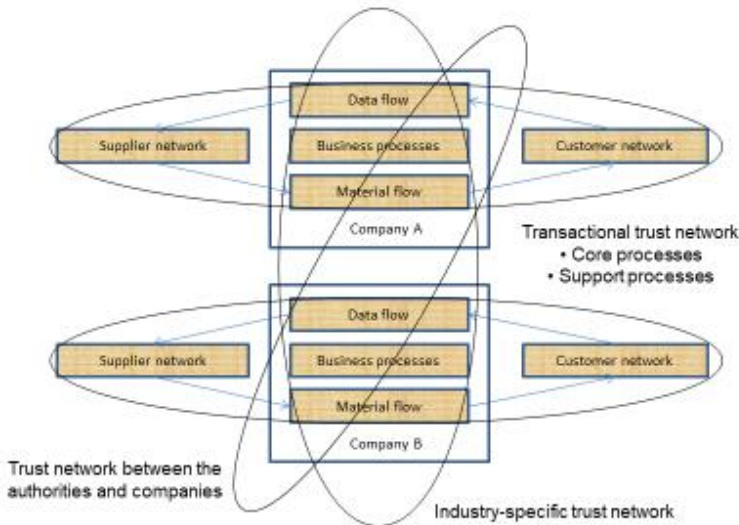 Data flow
Supplier network
Business processes
Customer network
Material flow
Company A
Transactional trust network
• Core processes
• Support processes
Data flow
Supplier network
Business processes
Customer network
Material flow
Company B
Trust network between the
authorities and companies
Industry-specific trust network